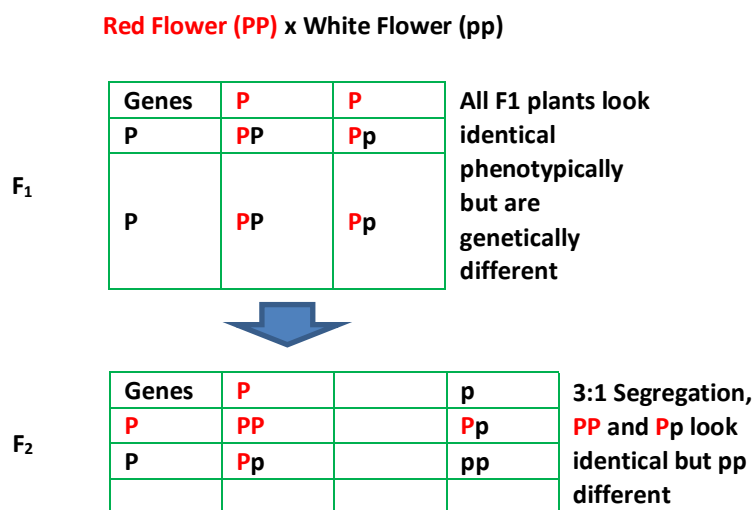 Red Flower (PP) x White Flower (pp)
Genes P P
P PP Pp
P PP Pp
All F1 plants look
identical
phenotypically
but are
genetically
different
F₁
Genes P p
P PP Pp
P Pp pp
3:1 Segregation,
PP and Pp look
identical but pp
different
F₂